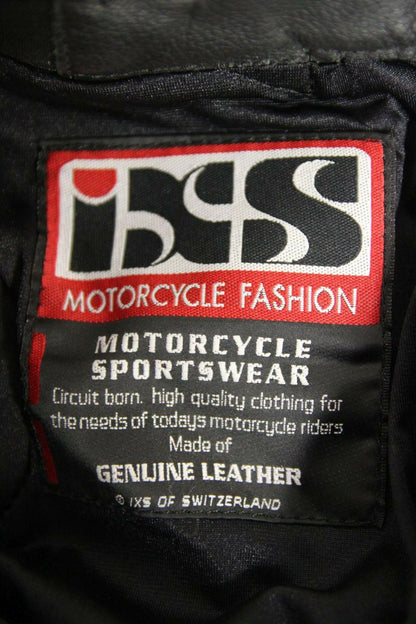 iXS
MOTORCYCLE FASHION
MOTORCYCLE
SPORTSWEAR
Circuit born. high quality clothing for
the needs of todays motorcycle riders
Made of
GENUINE LEATHER
© IXS OF SWITZERLAND